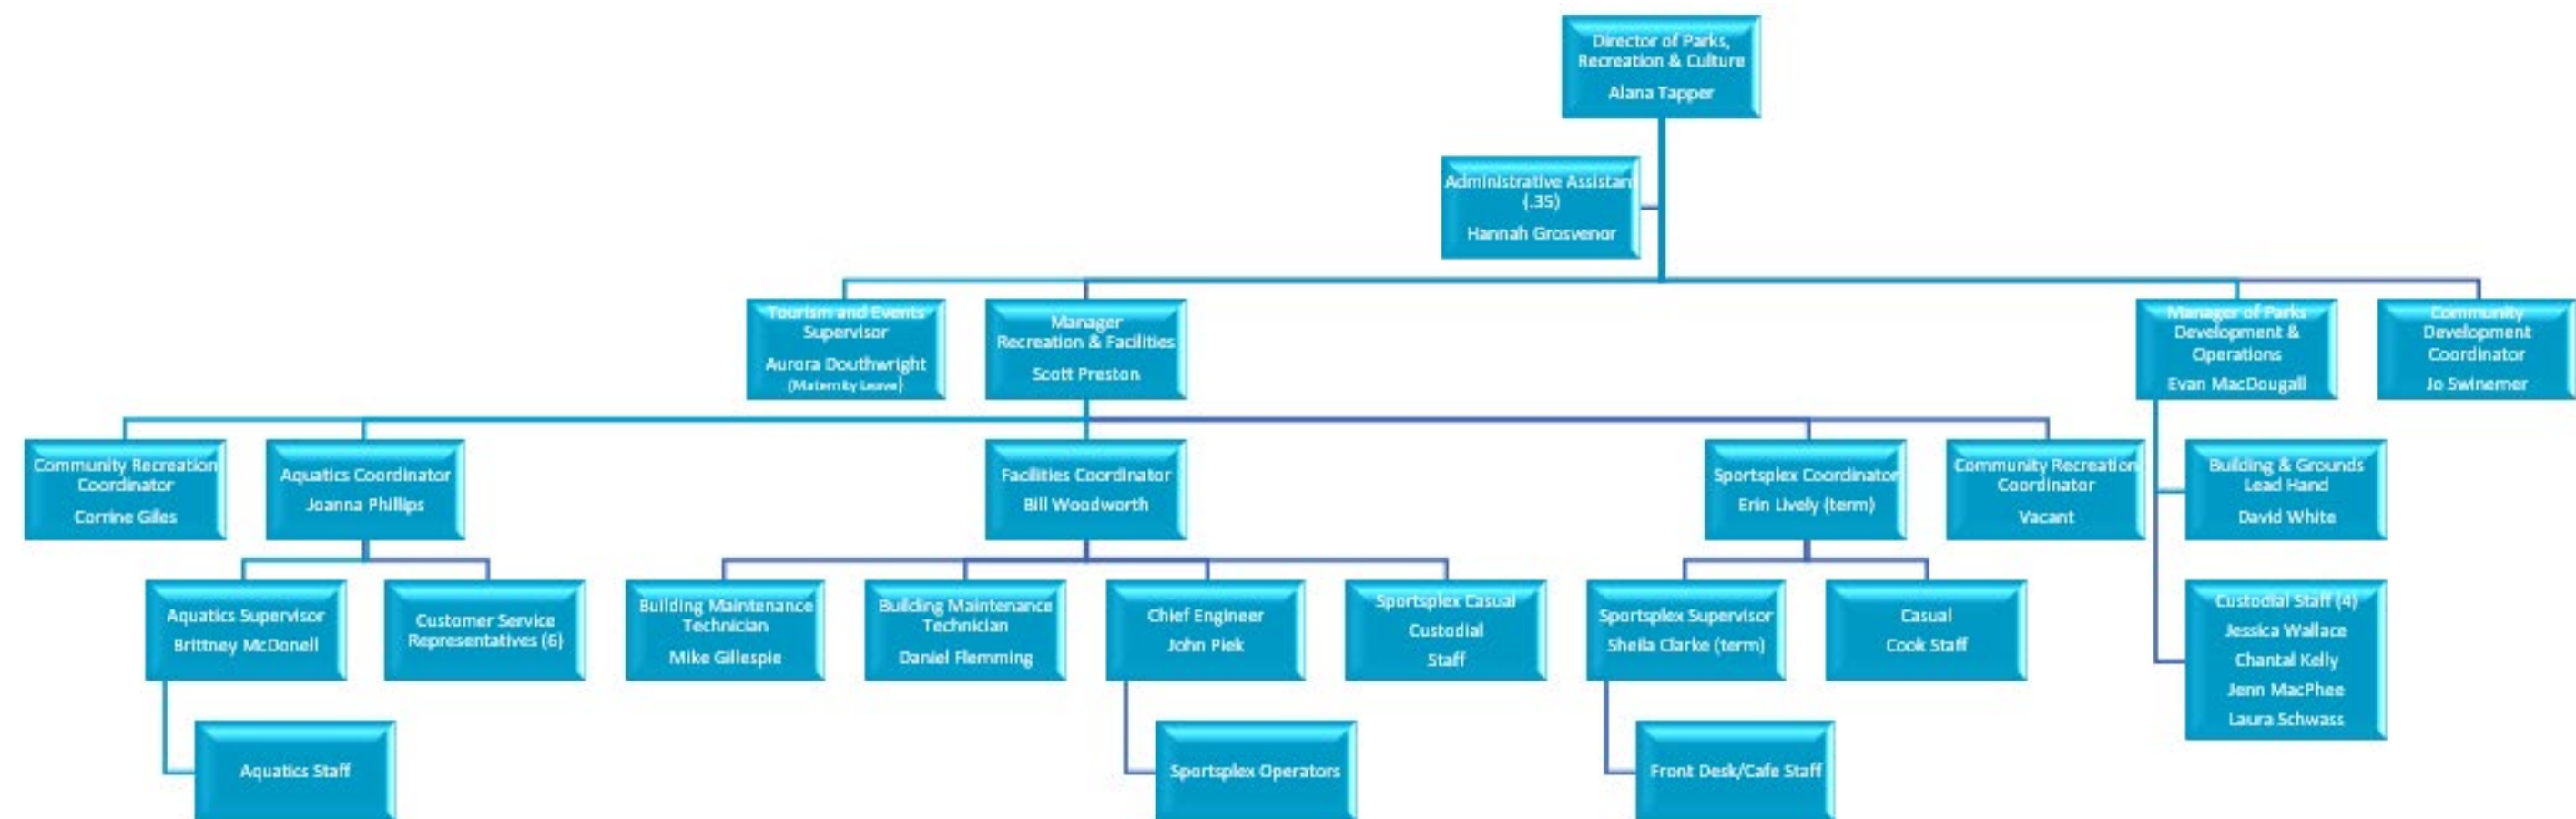 Director of Parks,
Recreation & Culture
Alana Tapper
Administrative Assistan
(.35)
Hannah Grosvenor
Tourism and Events
Supervisor
Aurora Douthwright
(Maternity Leave)
Manager
Recreation & Facilities
Scott Preston
Manager of Parks
Development &
Operations
Evan MacDougall
Community
Development
Coordinator
Jo Swinemer
Community Recreation
Coordinator
Corrine Giles
Aquatics Coordinator
Joanna Phillips
Facilities Coordinator
Bill Woodworth
Sportsplex Coordinator
Erin Lively (term)
Community Recreation
Coordinator
Vacant
Building & Grounds
Lead Hand
David White
Aquatics Supervisor
Brittney McDonell
Customer Service
Representatives (6)
Building Maintenance
Technician
Mike Gillespie
Building Maintenance
Technician
Daniel Flemming
Chief Engineer
John Piek
Sportsplex Casual
Custodial
Staff
Sportsplex Supervisor
Sheila Clarke (term)
Casual
Cook Staff
Custodial Staff (4)
Jessica Wallace
Chantal Kelly
Jenn MacPhee
Laura Schwass
Aquatics Staff
Sportsplex Operators
Front Desk/Cafe Staff